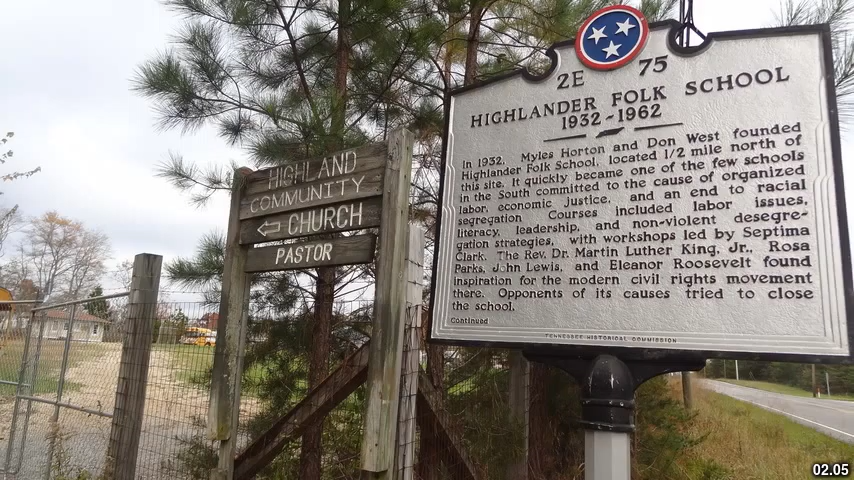 HIGHLAND
COMMUNITY
CHURCH
PASTOR
2E 75
HIGHLANDER FOLK SCHOOL
1932-1962
In 1932, Myles Horton and Don West founded
Highlander Folk School, located 1/2 mile north of
this site. It quickly became one of the few schools
in the South committed to the cause of organized
labor, economic justice, and an end to racial
segregation Courses included labor issues,
literacy, leadership, and non-violent desegre-
gation strategies, with workshops led by Septima
Clark. The Rev. Dr. Martin Luther King, Jr., Rosa
Parks, John Lewis, and Eleanor Roosevelt found
inspiration for the modern civil rights movement
there. Opponents of its causes tried to close
the school.
Continued
TENNESSEE HISTORICAL COMMISSION
02.05